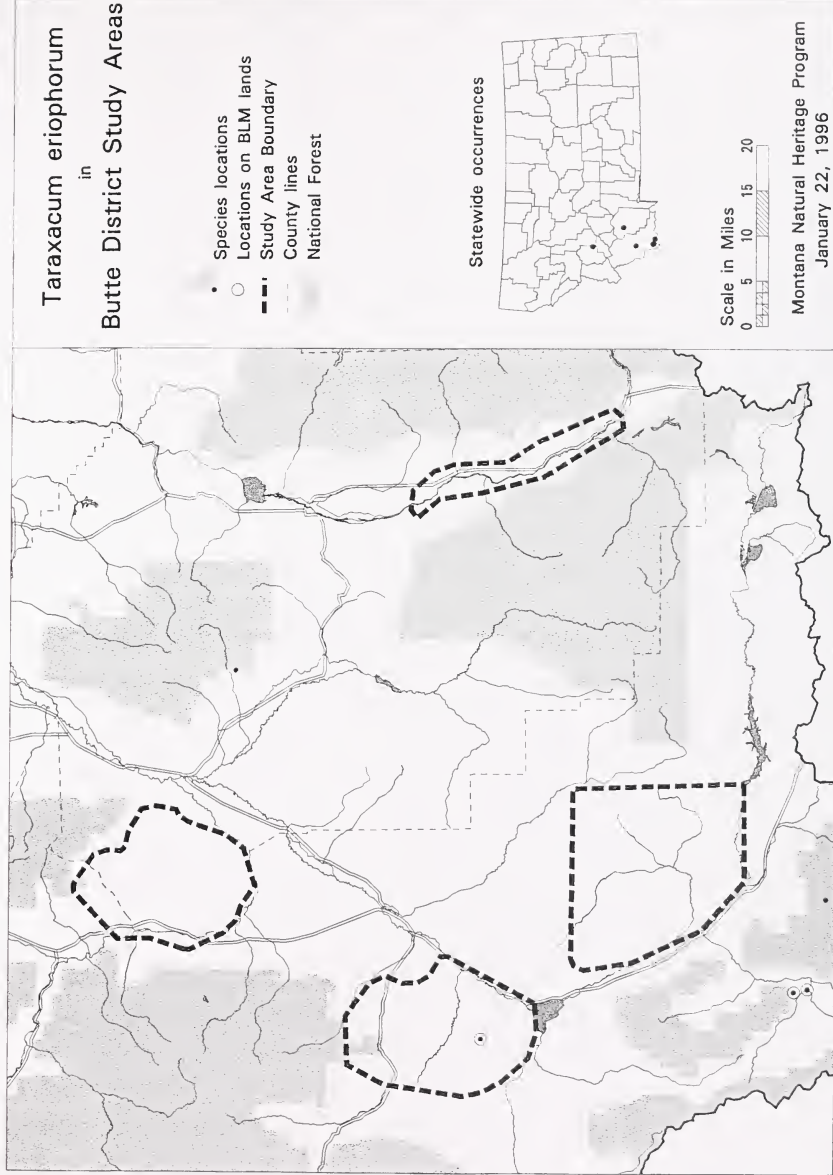 Taraxacum eriophorum
in
Butte District Study Areas
Species locations
Locations on BLM lands
Study Area Boundary
County lines
National Forest
Statewide occurrences
Scale in Miles
0 5 10 15 20
Montana Natural Heritage Program
January 22, 1996